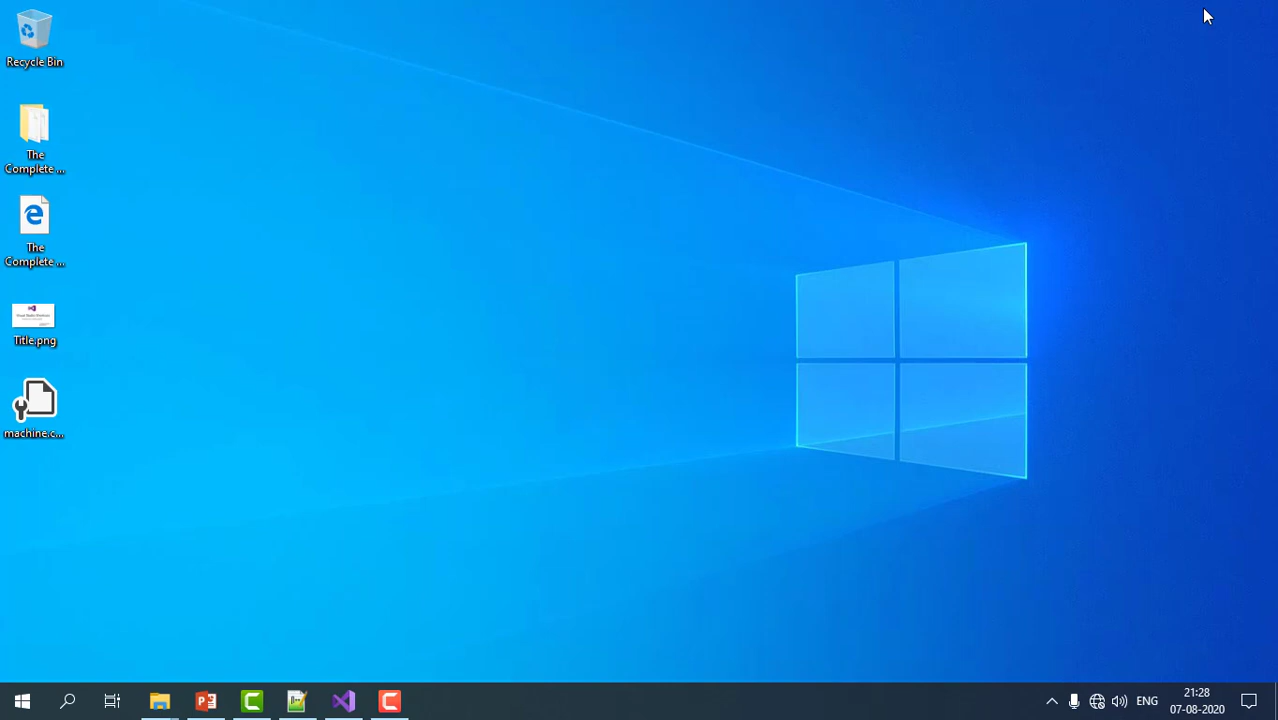 Recycle Bin
The
Complete ...
The
Complete ...
Title.png
machine.c...
ENG
21:28
07-08-2020